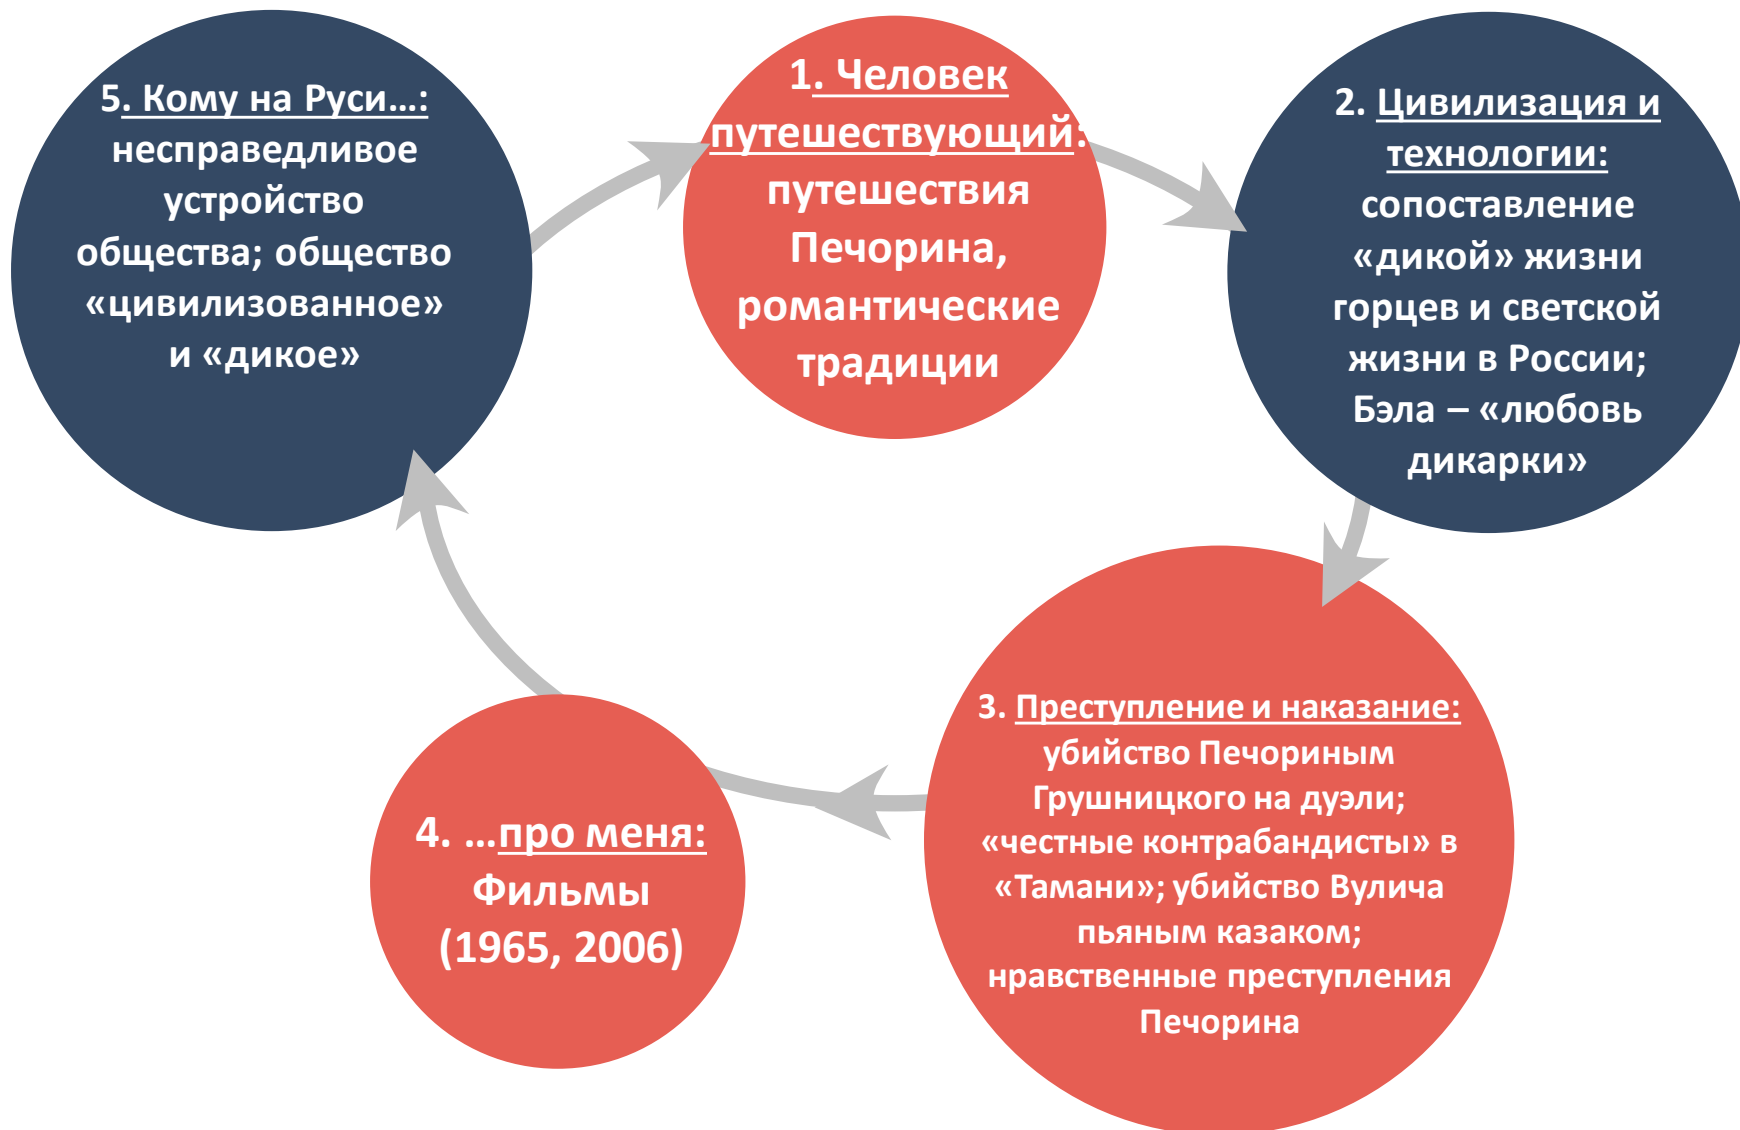 1. Человек
путешествующий:
путешествия
Печорина,
романтические
традиции
2. Цивилизация и
технологии:
сопоставление
«дикой» жизни
горцев и светской
жизни в России;
Бэла – «любовь
дикарки»
3. Преступление и наказание:
убийство Печориным
Грушницкого на дуэли;
«честные контрабандисты» в
«Тамани»; убийство Вулича
пьяным казаком;
нравственные преступления
Печорина
4. …про меня:
Фильмы
(1965, 2006)
5. Кому на Руси…:
несправедливое
устройство
общества; общество
«цивилизованное»
и «дикое»